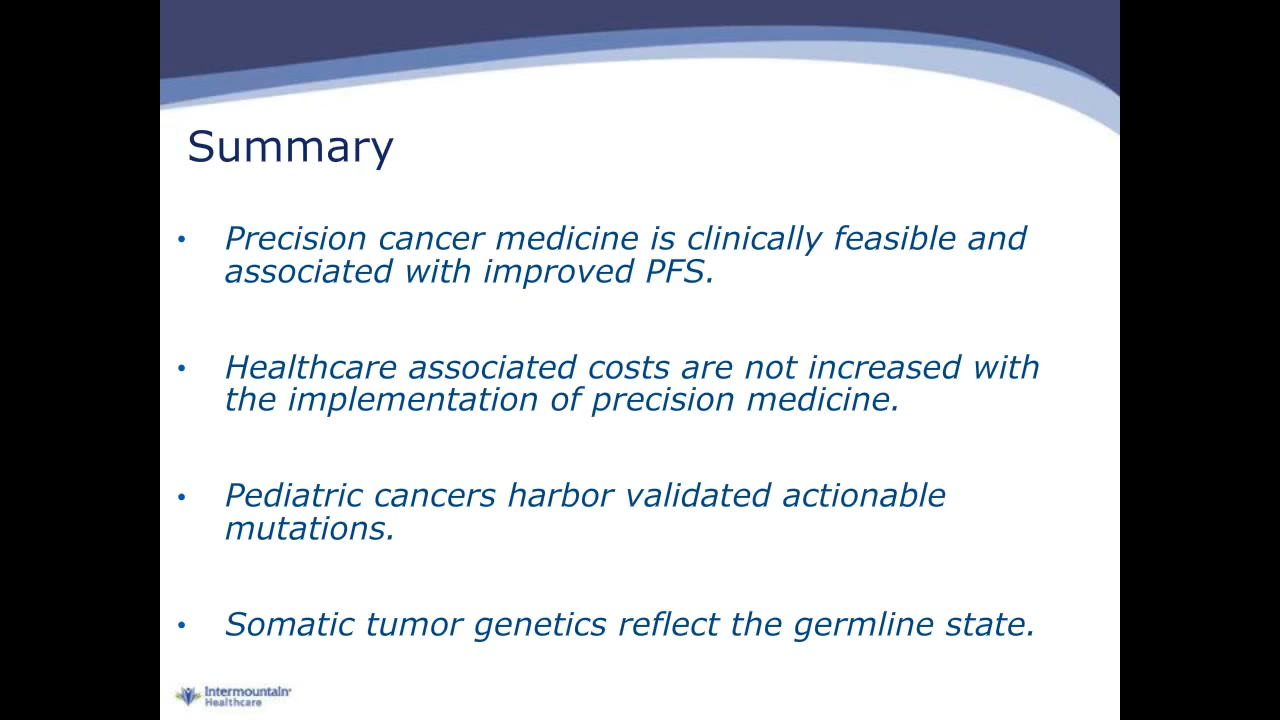 Summary
• Precision cancer medicine is clinically feasible and
associated with improved PFS.
• Healthcare associated costs are not increased with
the implementation of precision medicine.
• Pediatric cancers harbor validated actionable
mutations.
• Somatic tumor genetics reflect the germline state.
Intermountain
Healthcare